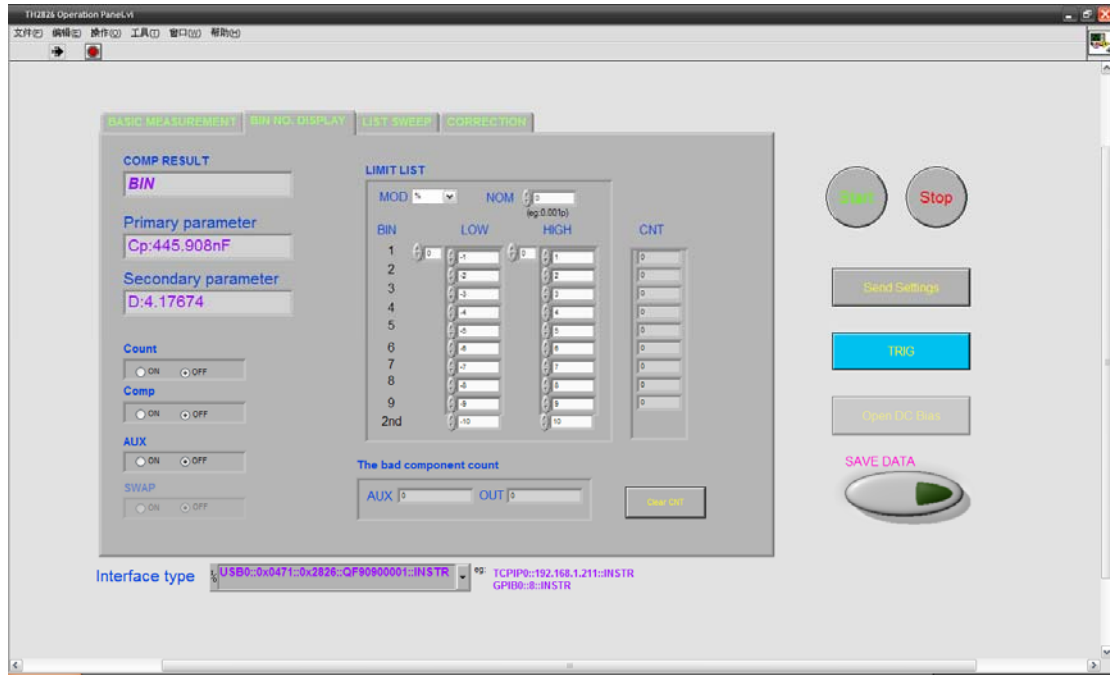 TH2826 Operation Panel.vi
文件(F) 编辑(E) 操作(O) 工具(T) 窗口(W) 帮助(H)
BASIC MEASUREMENT BIN NO. DISPLAY LIST SWEEP CORRECTION
COMP RESULT
BIN
Primary parameter
Cp:445.908nF
Secondary parameter
D:4.17674
Count
ON OFF
Comp
ON OFF
AUX
ON OFF
SWAP
ON OFF
LIMIT LIST
MOD % NOM 0
(eg:0.001p)
BIN LOW HIGH CNT
1 0 -1 0 1 0
2 -2 2 0
3 -3 3 0
4 -4 4 0
5 -5 5 0
6 -6 6 0
7 -7 7 0
8 -8 8 0
9 -9 9 0
2nd -10 10
The bad component count
AUX 0 OUT 0
Clear CNT
Start Stop
Send Settings
TRIG
Open DC Bias
SAVE DATA
Interface type USB0::0x0471::0x2826::QF90900001::INSTR eg: TCPIP0::192.168.1.211::INSTR
GPIB0::8::INSTR